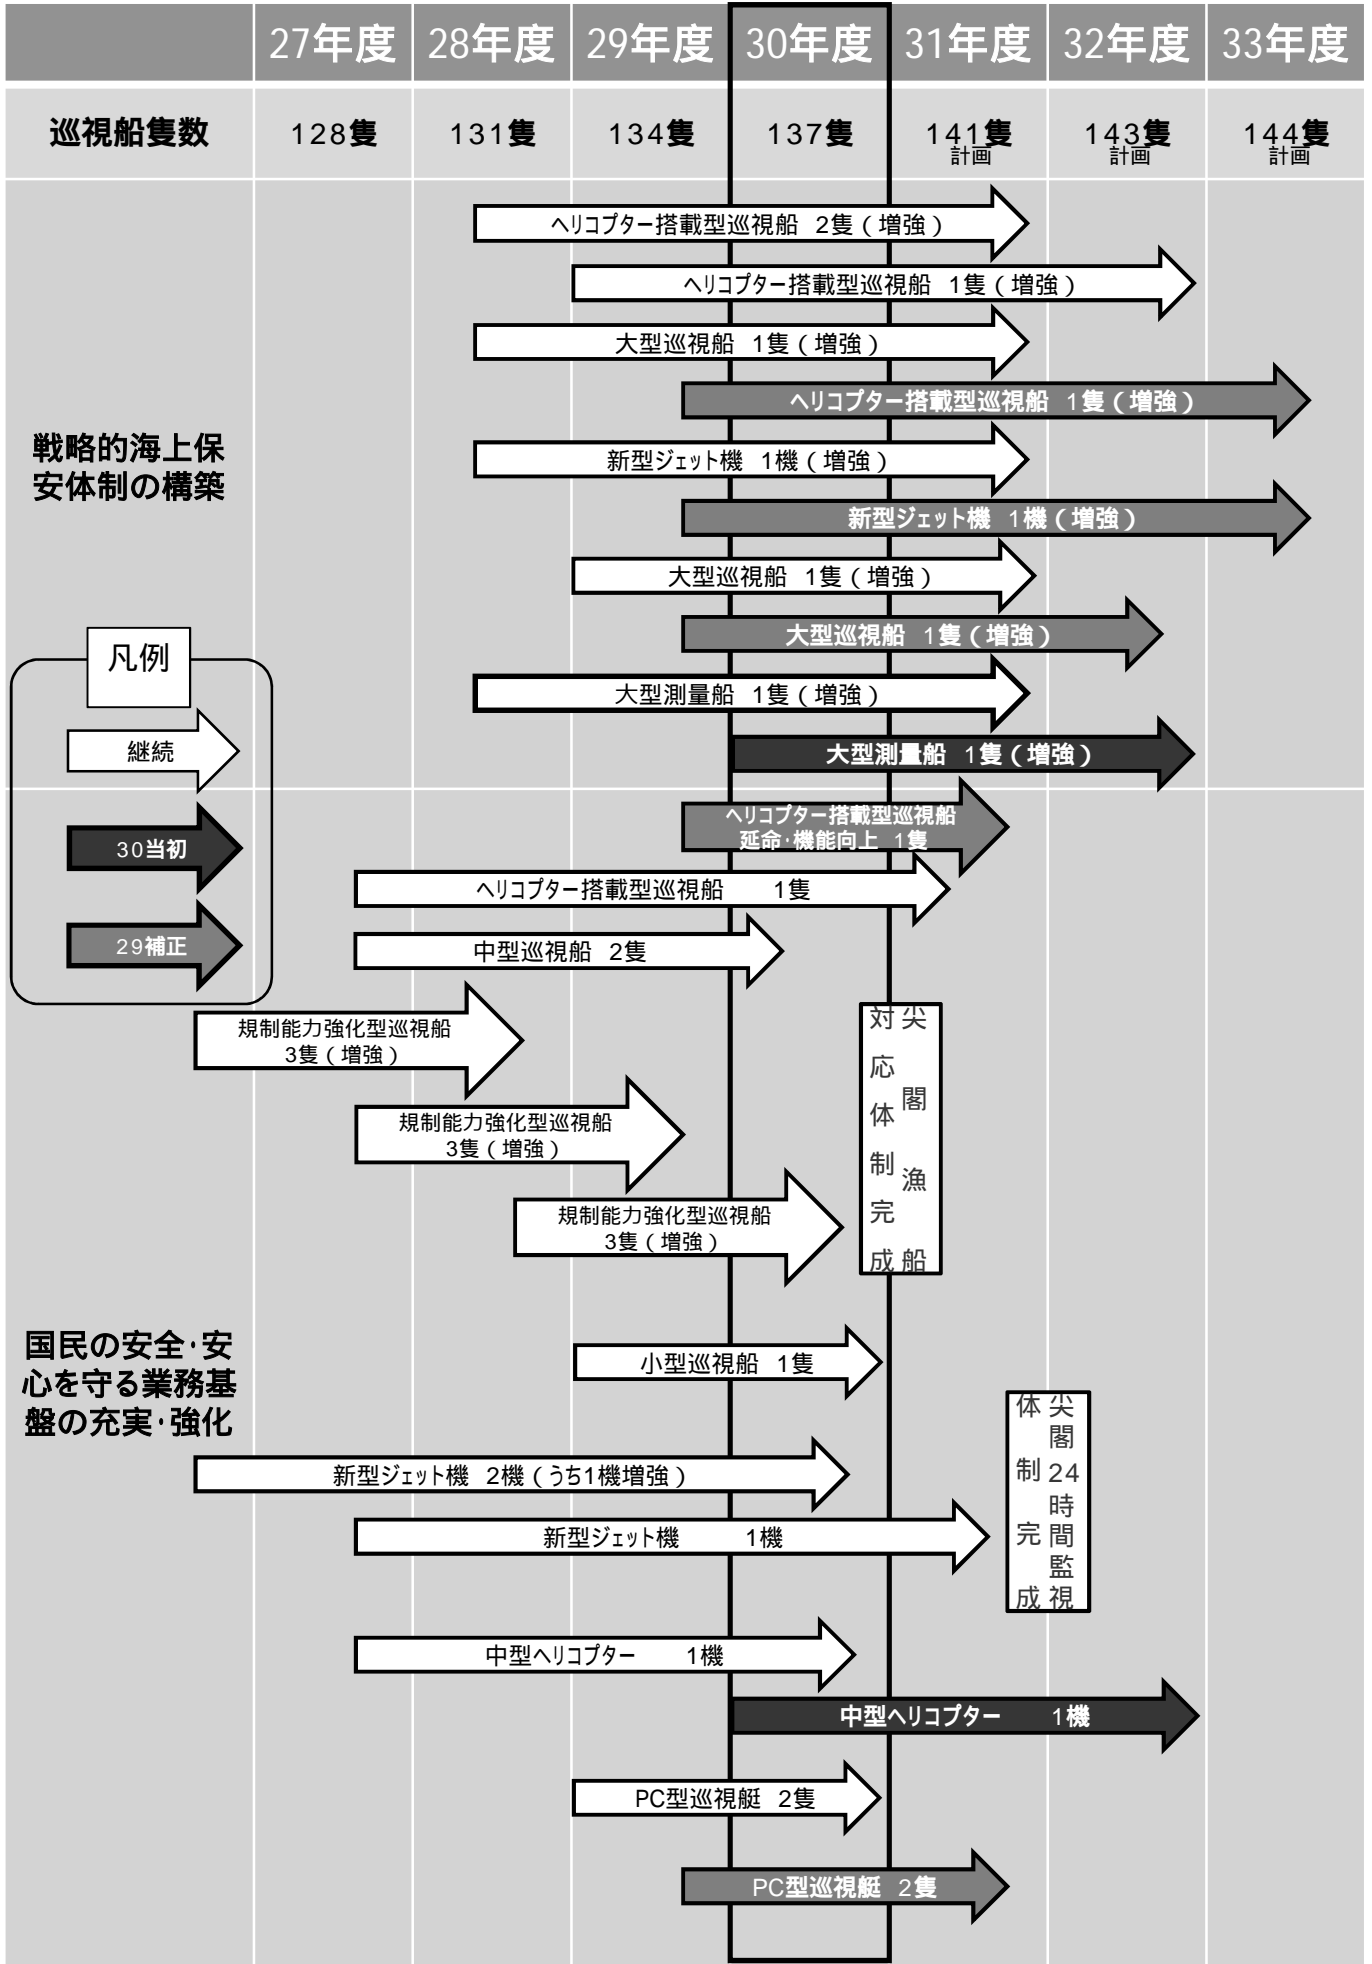 27年度 28年度 29年度 30年度 31年度 32年度 33年度
巡視船隻数 128隻 131隻 134隻 137隻 141隻 143隻 144隻
計画 計画 計画
戦略的海上保
安体制の構築
ヘリコプター搭載型巡視船 2隻(増強)
ヘリコプター搭載型巡視船 1隻(増強)
大型巡視船 1隻(増強)
ヘリコプター搭載型巡視船 1隻(増強)
新型ジェット機 1機(増強)
新型ジェット機 1機(増強)
大型巡視船 1隻(増強)
大型巡視船 1隻(増強)
大型測量船 1隻(増強)
大型測量船 1隻(増強)
凡例
継続
30当初
29補正
国民の安全・安
心を守る業務基
盤の充実・強化
ヘリコプター搭載型巡視船
延命・機能向上 1隻
ヘリコプター搭載型巡視船 1隻
中型巡視船 2隻
規制能力強化型巡視船
3隻(増強)
規制能力強化型巡視船
3隻(増強)
規制能力強化型巡視船
3隻(増強)
尖閣漁船
対応体制完成
小型巡視船 1隻
新型ジェット機 2機(うち1機増強)
新型ジェット機 1機
尖閣24時間監視
体制完成
中型ヘリコプター 1機
中型ヘリコプター 1機
PC型巡視艇 2隻
PC型巡視艇 2隻